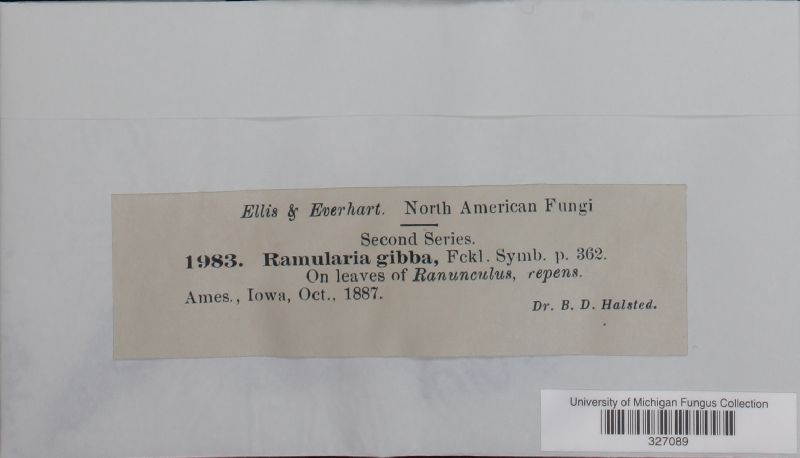 Ellis & Everhart. North American Fungi
Second Series.
1983. Ramularia gibba, Fckl. Symb. p. 362.
On leaves of Ranunculus, repens.
Ames., Iowa, Oct., 1887.
Dr. B. D. Halsted.
University of Michigan Fungus Collection
327089